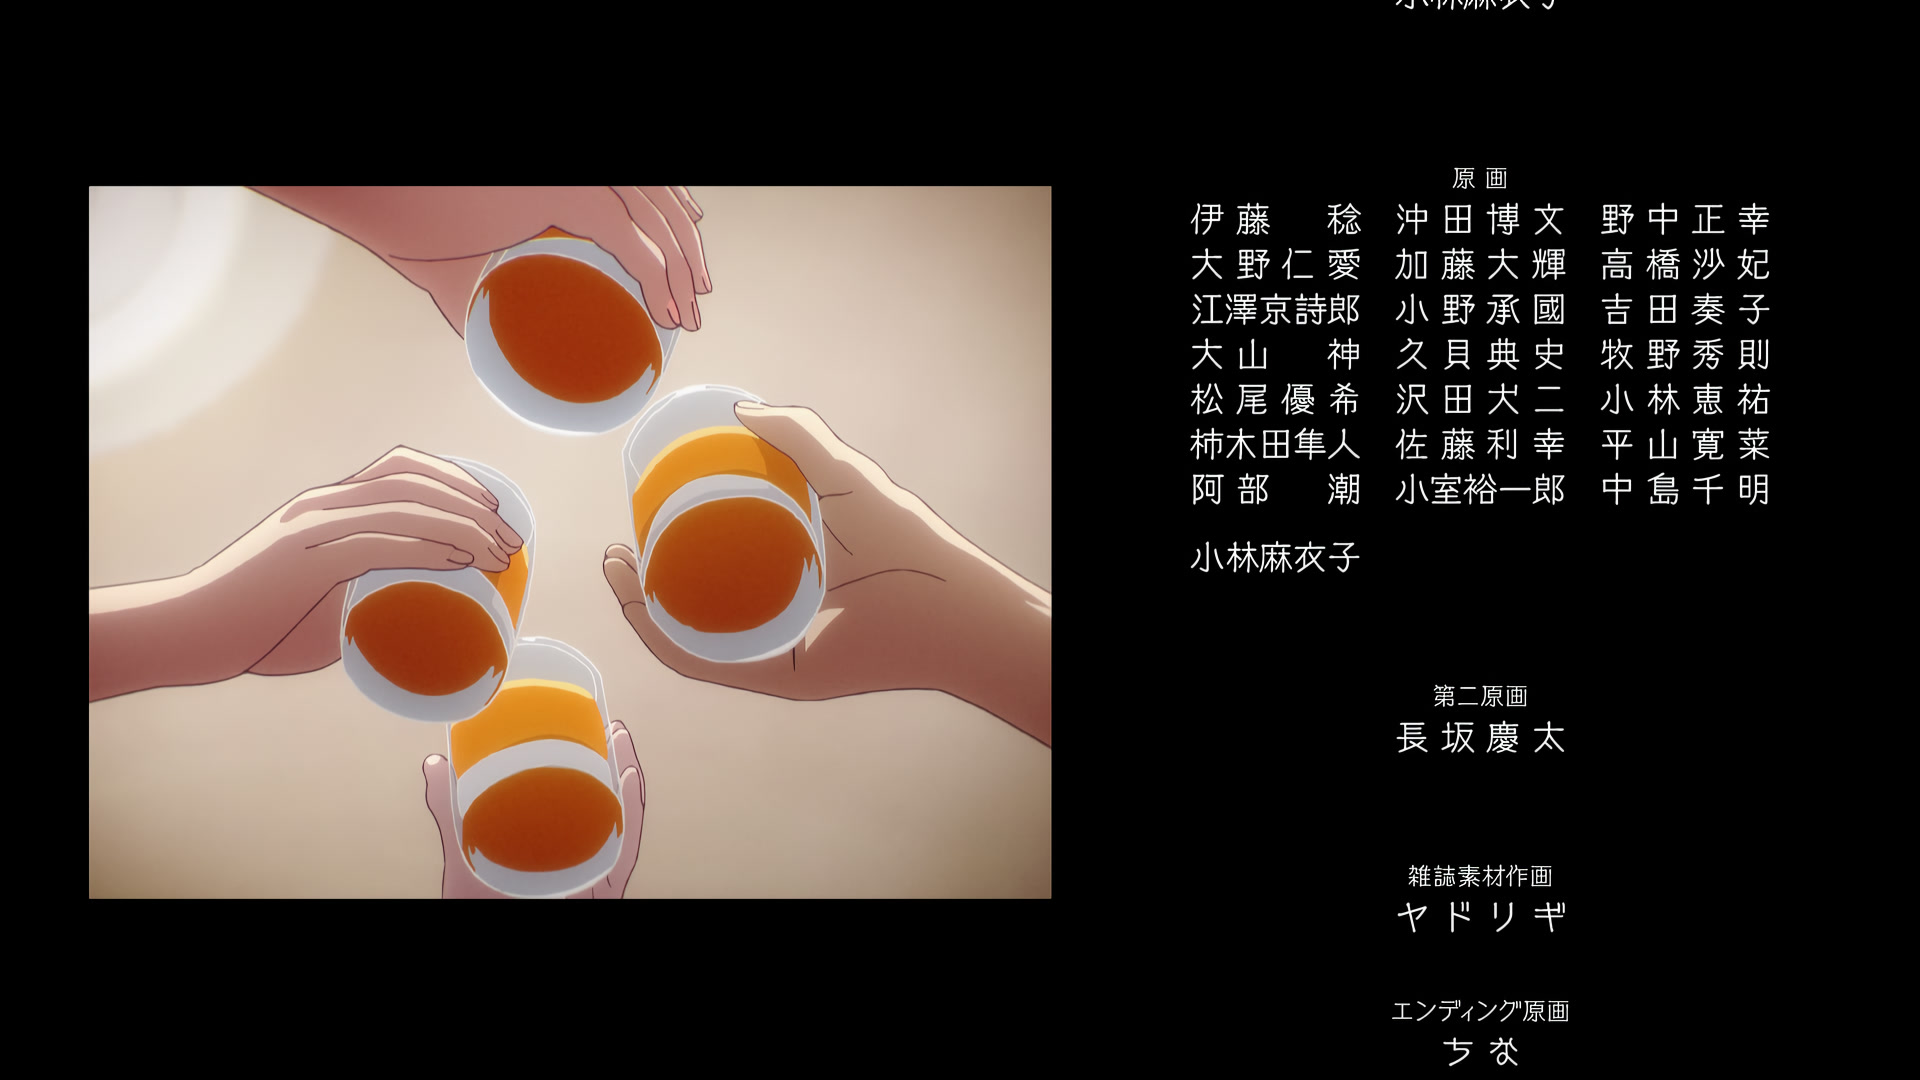 小林麻衣子
原画
伊藤 稔 沖田博文 野中正幸
大野仁愛 加藤大輝 高橋沙妃
江澤京詩郎 小野承國 吉田奏子
大山 神 久貝典史 牧野秀則
松尾優希 沢田犬二 小林恵祐
柿木田隼人 佐藤利幸 平山寛菜
阿部 潮 小室裕一郎 中島千明
小林麻衣子
第二原画
長坂慶太
雑誌素材作画
ヤドリギ
エンディング原画
ちな